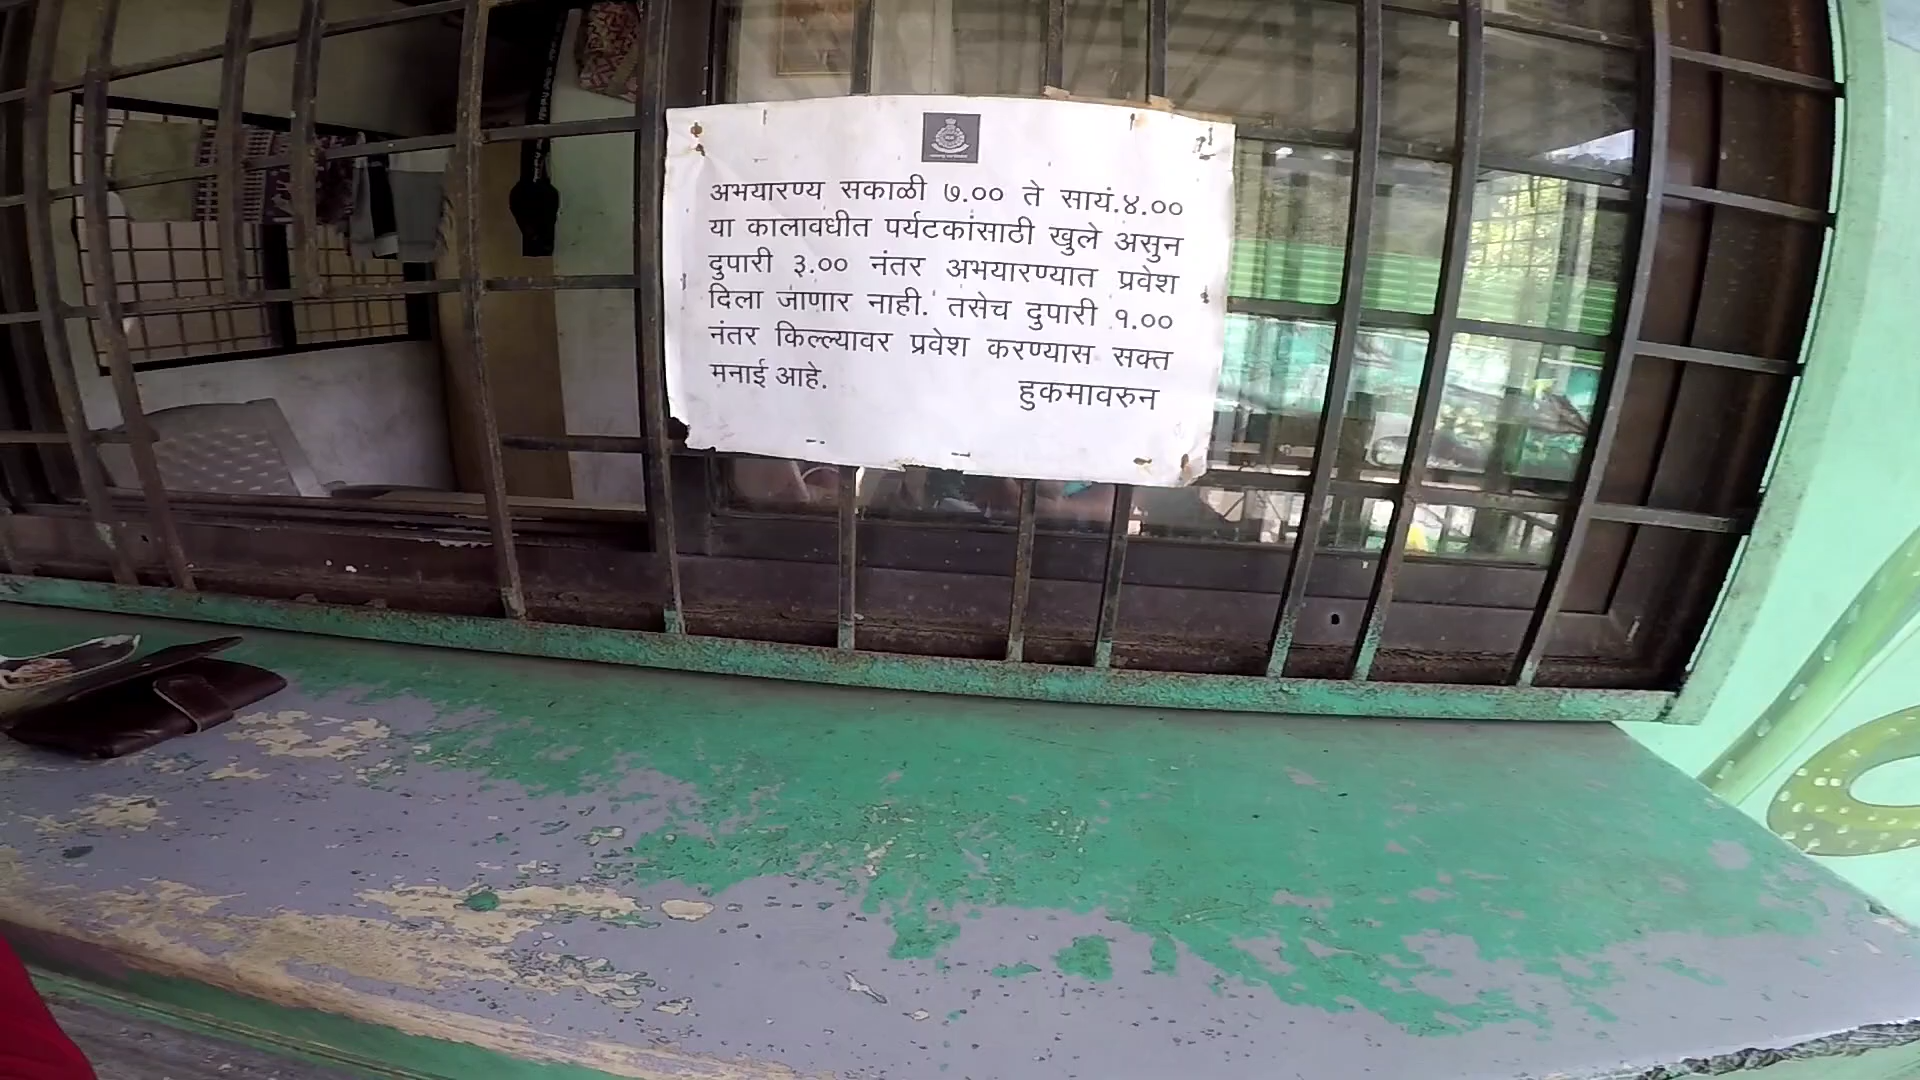 अभयारण्य सकाळी ७.०० ते सायं.४.००
या कालावधीत पर्यटकांसाठी खुले असुन
दुपारी ३.०० नंतर अभयारण्यात प्रवेश
दिला जाणार नाही. तसेच दुपारी १.००
नंतर किल्ल्यावर प्रवेश करण्यास सक्त
मनाई आहे.
हुकमावरुन